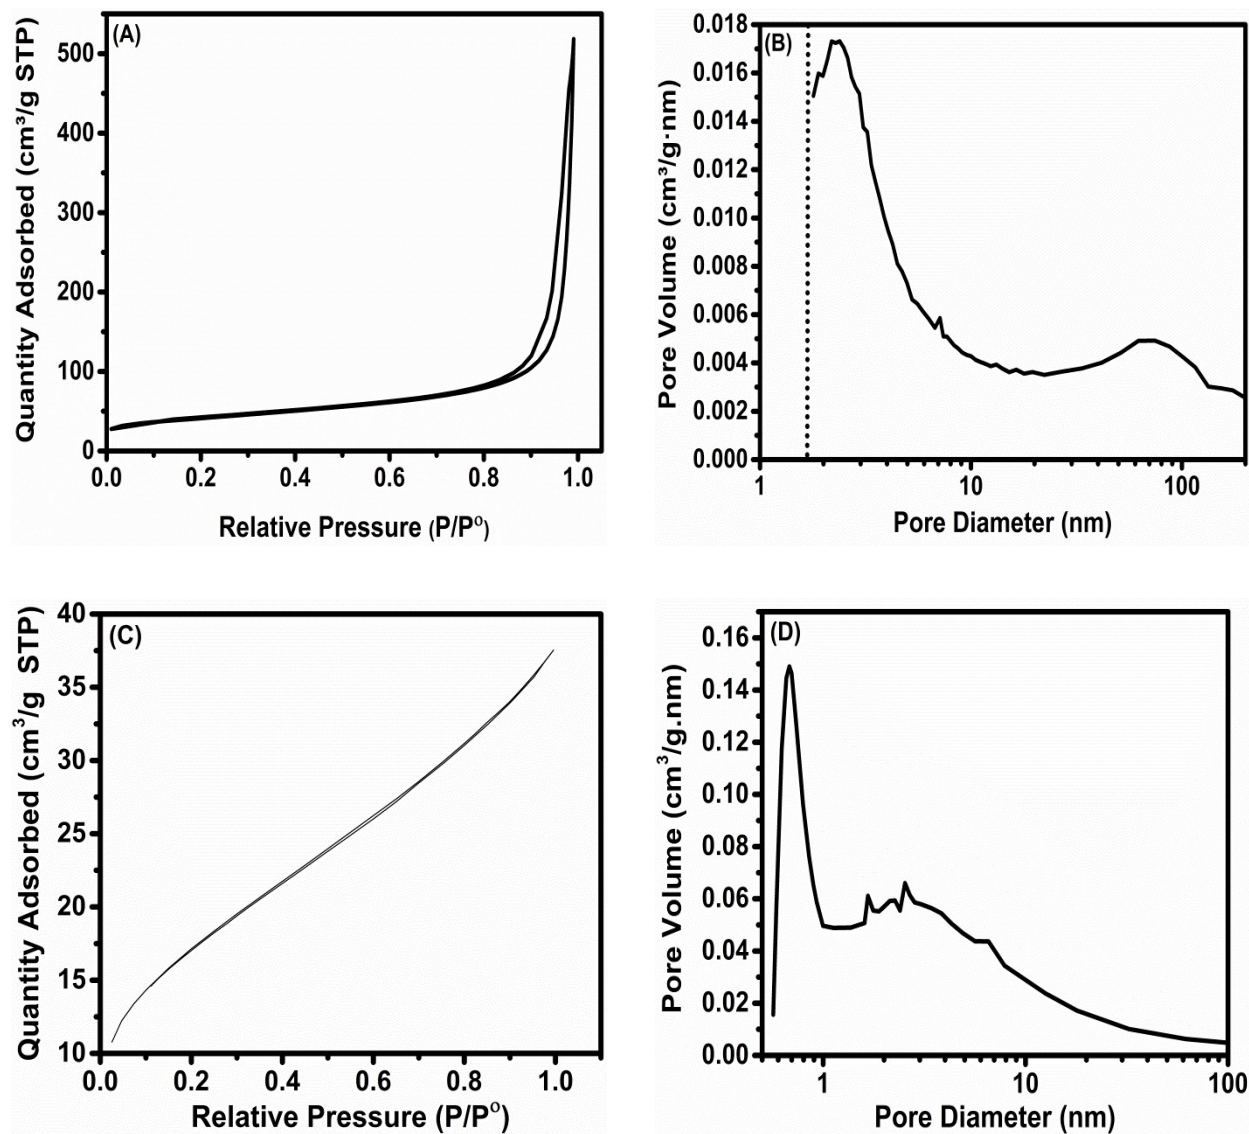 (A)
Quantity Adsorbed (cm³/g STP)
500
400
300
200
100
0
0.0 0.2 0.4 0.6 0.8 1.0
Relative Pressure (P/P⁰)
(B)
Pore Volume (cm³/g·nm)
0.018
0.016
0.014
0.012
0.010
0.008
0.006
0.004
0.002
0.000
1 10 100
Pore Diameter (nm)
(C)
Quantity Adsorbed (cm³/g STP)
40
35
30
25
20
15
10
0.0 0.2 0.4 0.6 0.8 1.0
Relative Pressure (P/P⁰)
(D)
Pore Volume (cm³/g.nm)
0.16
0.14
0.12
0.10
0.08
0.06
0.04
0.02
0.00
1 10 100
Pore Diameter (nm)